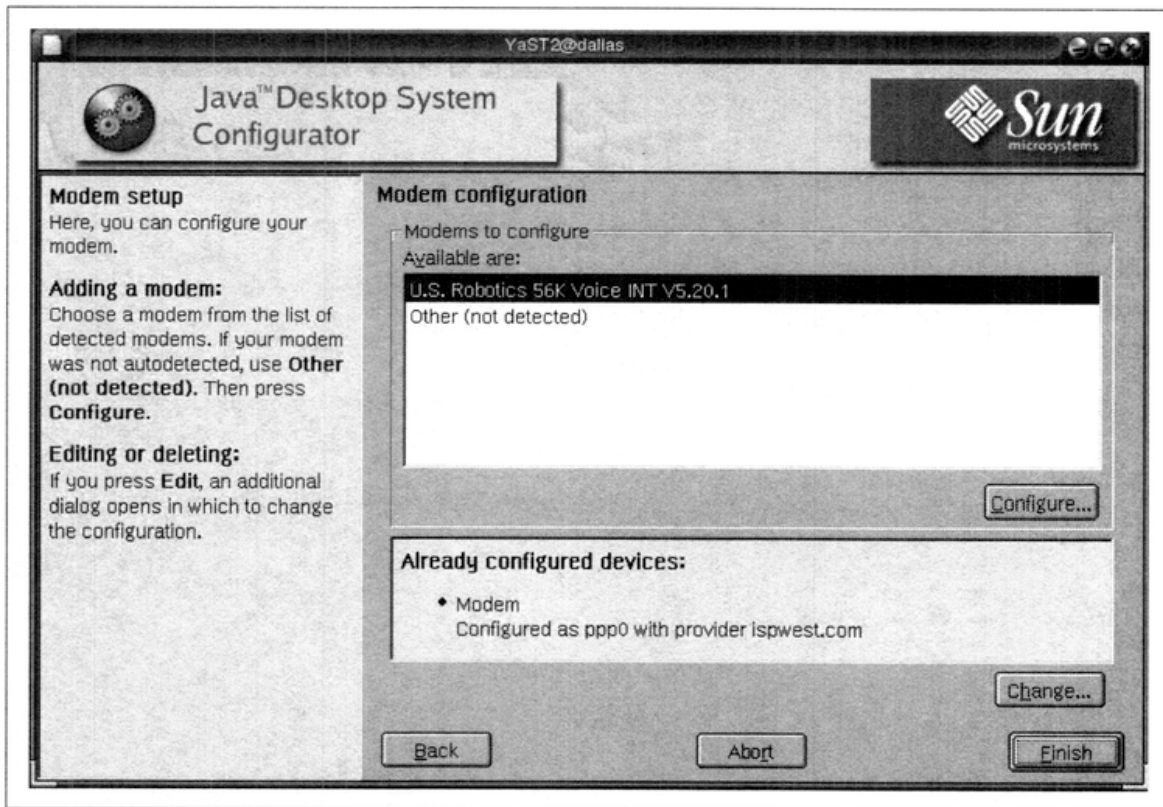 YaST2@dallas
Java™ Desktop System
Configurator
Sun
microsystems
Modem setup
Here, you can configure your
modem.
Adding a modem:
Choose a modem from the list of
detected modems. If your modem
was not autodetected, use Other
(not detected). Then press
Configure.
Editing or deleting:
If you press Edit, an additional
dialog opens in which to change
the configuration.
Modem configuration
Modems to configure
Available are:
U.S. Robotics 56K Voice INT V5.20.1
Other (not detected)
Configure...
Already configured devices:
• Modem
Configured as ppp0 with provider ispwest.com
Change...
Back
Abort
Finish